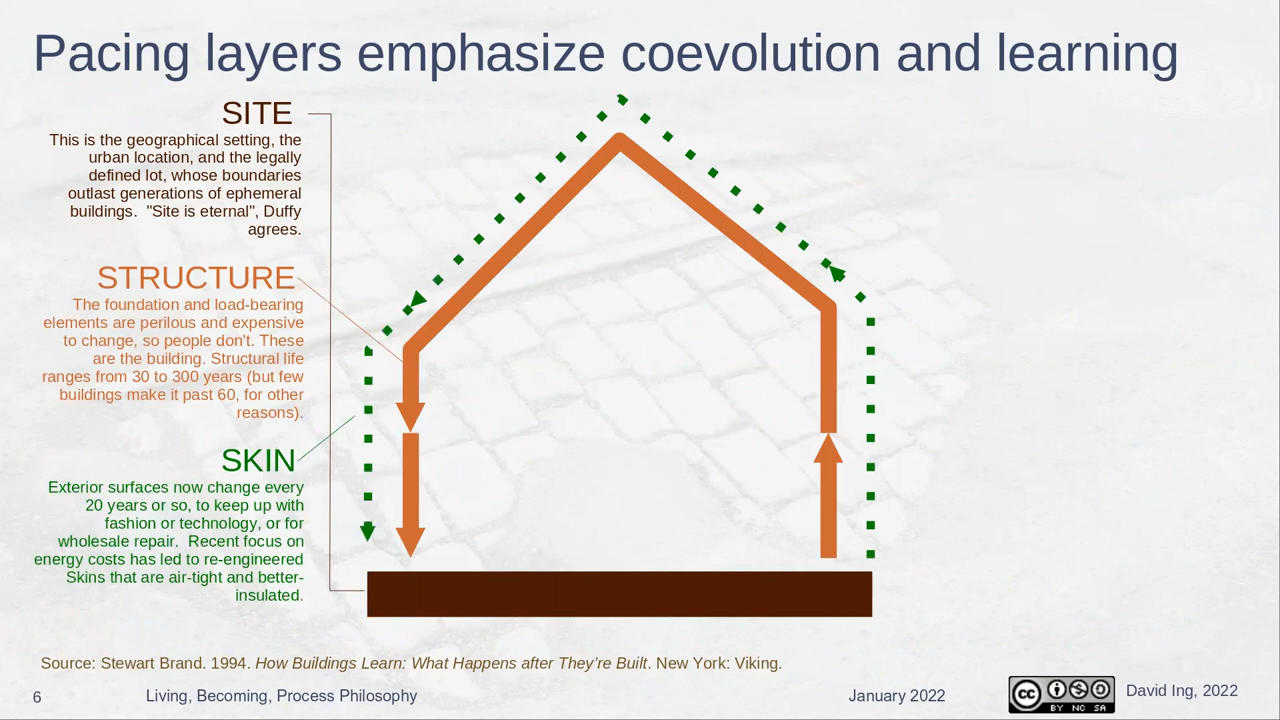 Pacing layers emphasize coevolution and learning
SITE
This is the geographical setting, the
urban location, and the legally
defined lot, whose boundaries
outlast generations of ephemeral
buildings.  "Site is eternal", Duffy
agrees.
STRUCTURE
The foundation and load-bearing
elements are perilous and expensive
to change, so people don't. These
are the building. Structural life
ranges from 30 to 300 years (but few
buildings make it past 60, for other
reasons).
SKIN
Exterior surfaces now change every
20 years or so, to keep up with
fashion or technology, or for
wholesale repair.  Recent focus on
energy costs has led to re-engineered
Skins that are air-tight and better-
insulated.
Source: Stewart Brand. 1994. How Buildings Learn: What Happens after They’re Built. New York: Viking.
6
Living, Becoming, Process Philosophy
January 2022
cc
BY NC SA
David Ing, 2022